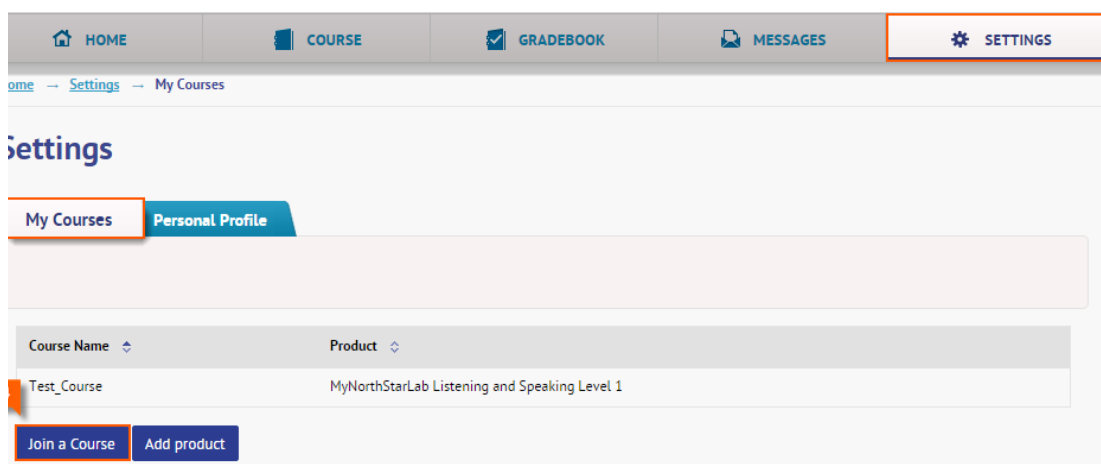 HOME COURSE GRADEBOOK MESSAGES SETTINGS
ome → Settings → My Courses
Settings
My Courses Personal Profile
Course Name Product
Test_Course MyNorthStarLab Listening and Speaking Level 1
Join a Course Add product